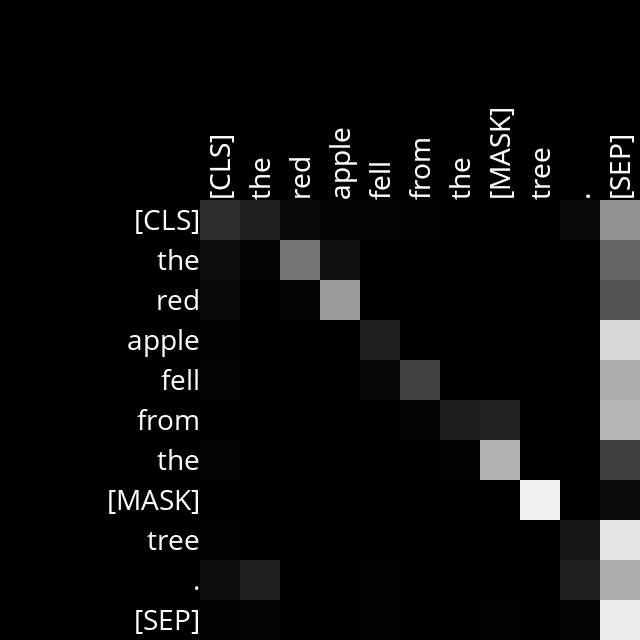 [CLS] the red apple fell from the [MASK] tree . [SEP]
[CLS]
the
red
apple
fell
from
the
[MASK]
tree
.
[SEP]